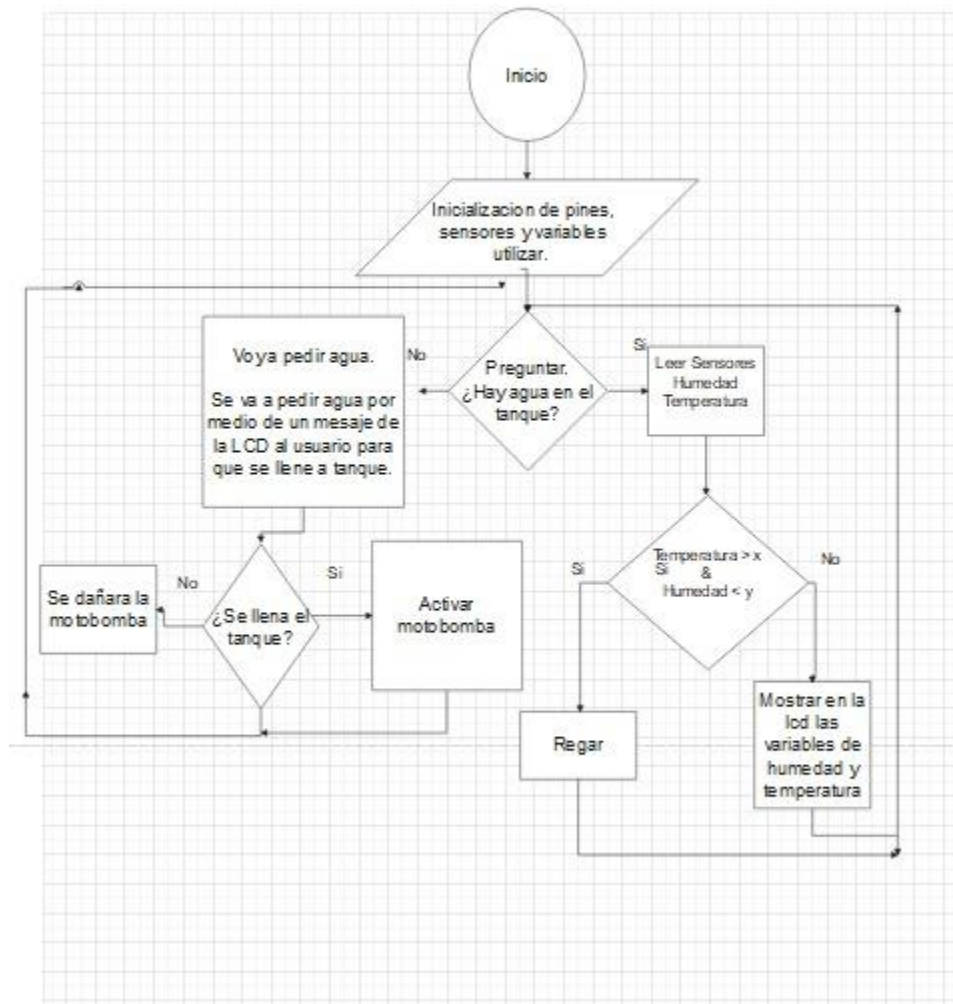 Inicio
Inicializacion de pines,
sensores y variables
utilizar.
Voy a pedir agua.
Se va a pedir agua por
medio de un mesaje de
la LCD al usuario para
que se llene a tanque.
No
Preguntar.
¿Hay agua en el
tanque?
Si
Leer Sensores
Humedad
Temperatura
Se dañara la
motobomba
No
¿Se llena el
tanque?
Si
Activar
motobomba
Si
Temperatura > x
Si
&
Humedad < y
No
Regar
Mostrar en la
lcd las
variables de
humedad y
temperatura